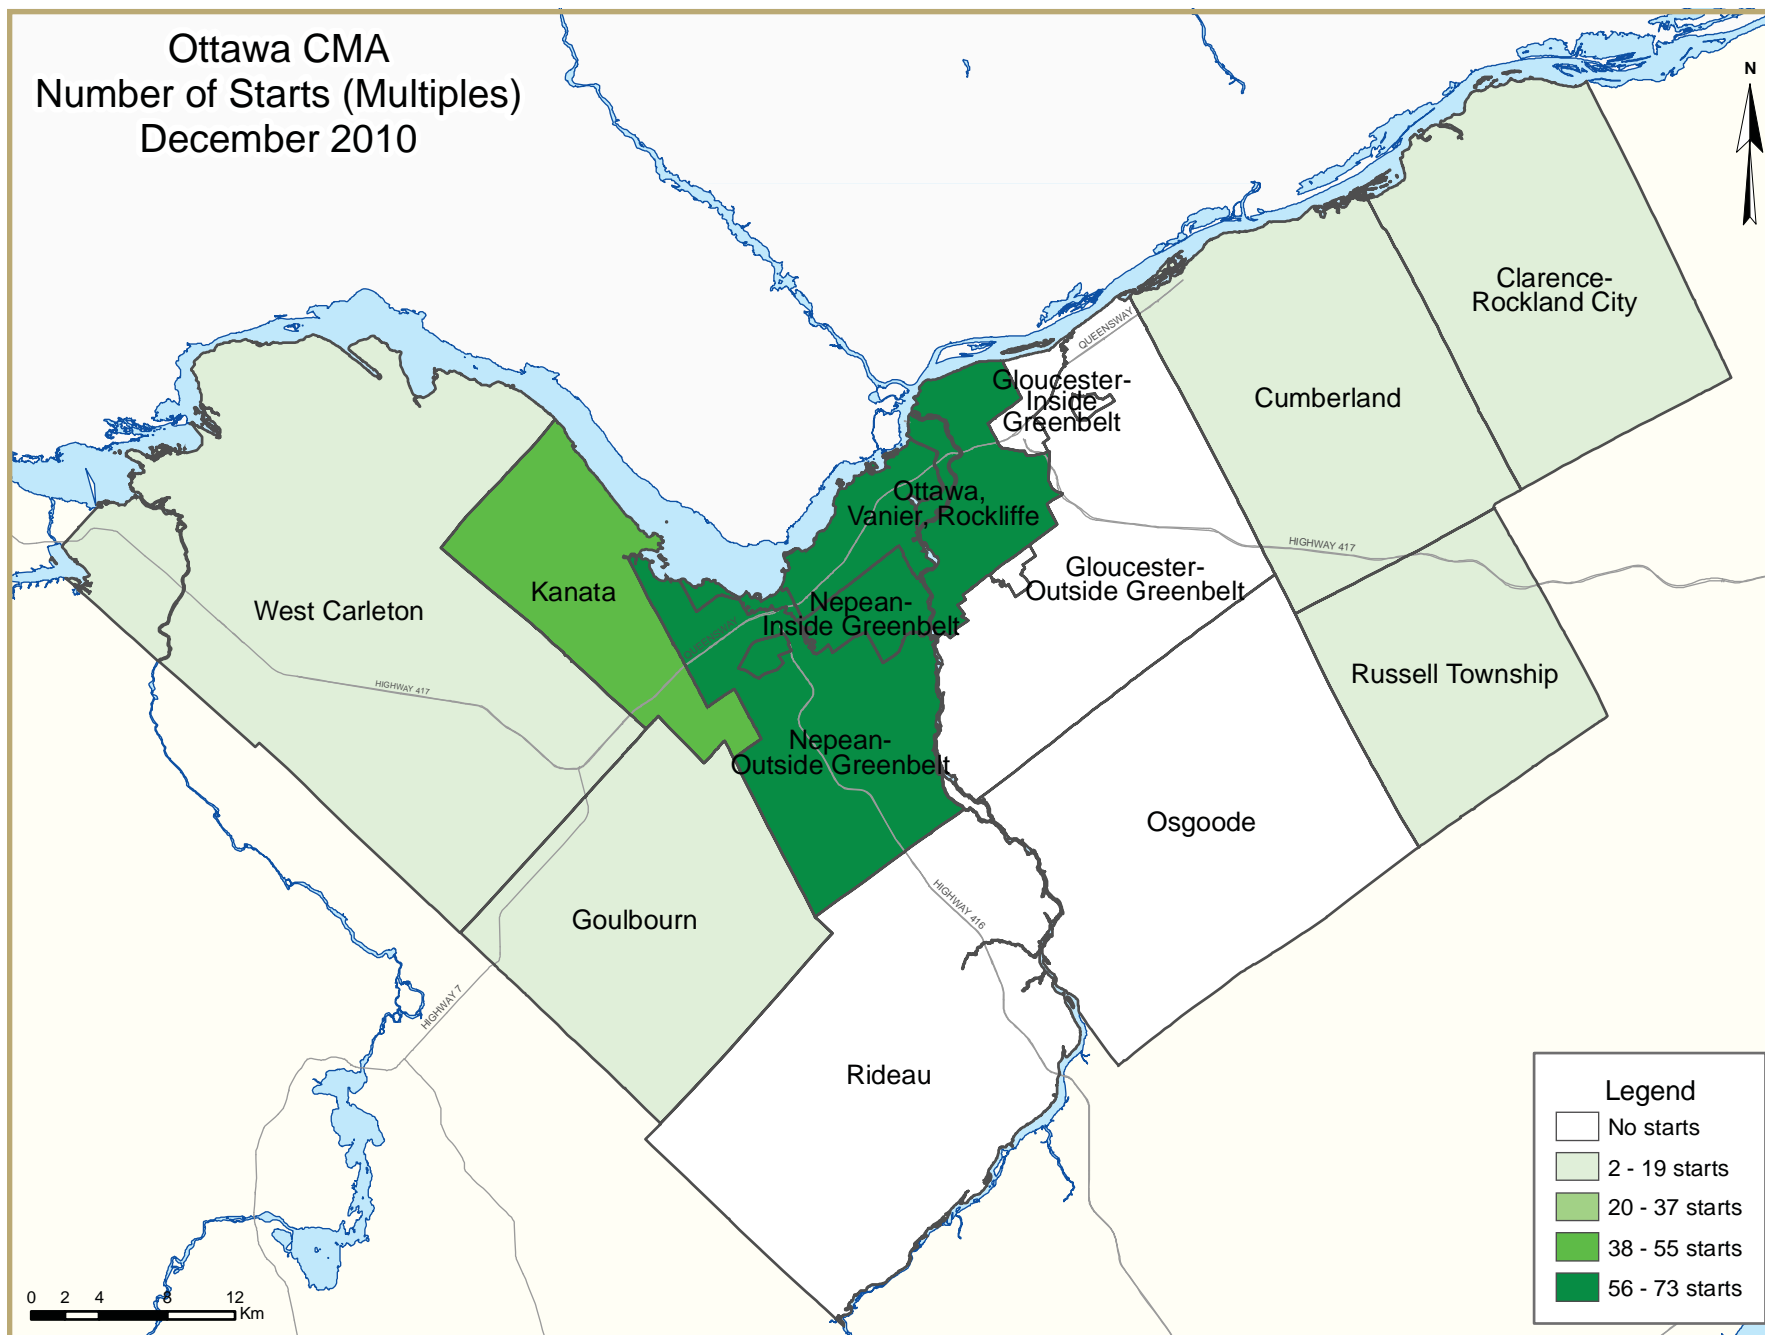 Ottawa CMA
Number of Starts (Multiples)
December 2010
N
Clarence-
Rockland City
QUEENSWAY
Gloucester-
Inside
Greenbelt
Cumberland
Ottawa,
Vanier, Rockliffe
HIGHWAY 417
Gloucester-
Outside Greenbelt
Kanata
West Carleton
Nepean-
Inside Greenbelt
QUEENSWAY
Russell Township
HIGHWAY 417
Nepean-
Outside Greenbelt
Osgoode
Goulbourn
HIGHWAY 416
HIGHWAY 7
Rideau
Legend
No starts
2 - 19 starts
20 - 37 starts
38 - 55 starts
56 - 73 starts
0 2 4 8 12
Km